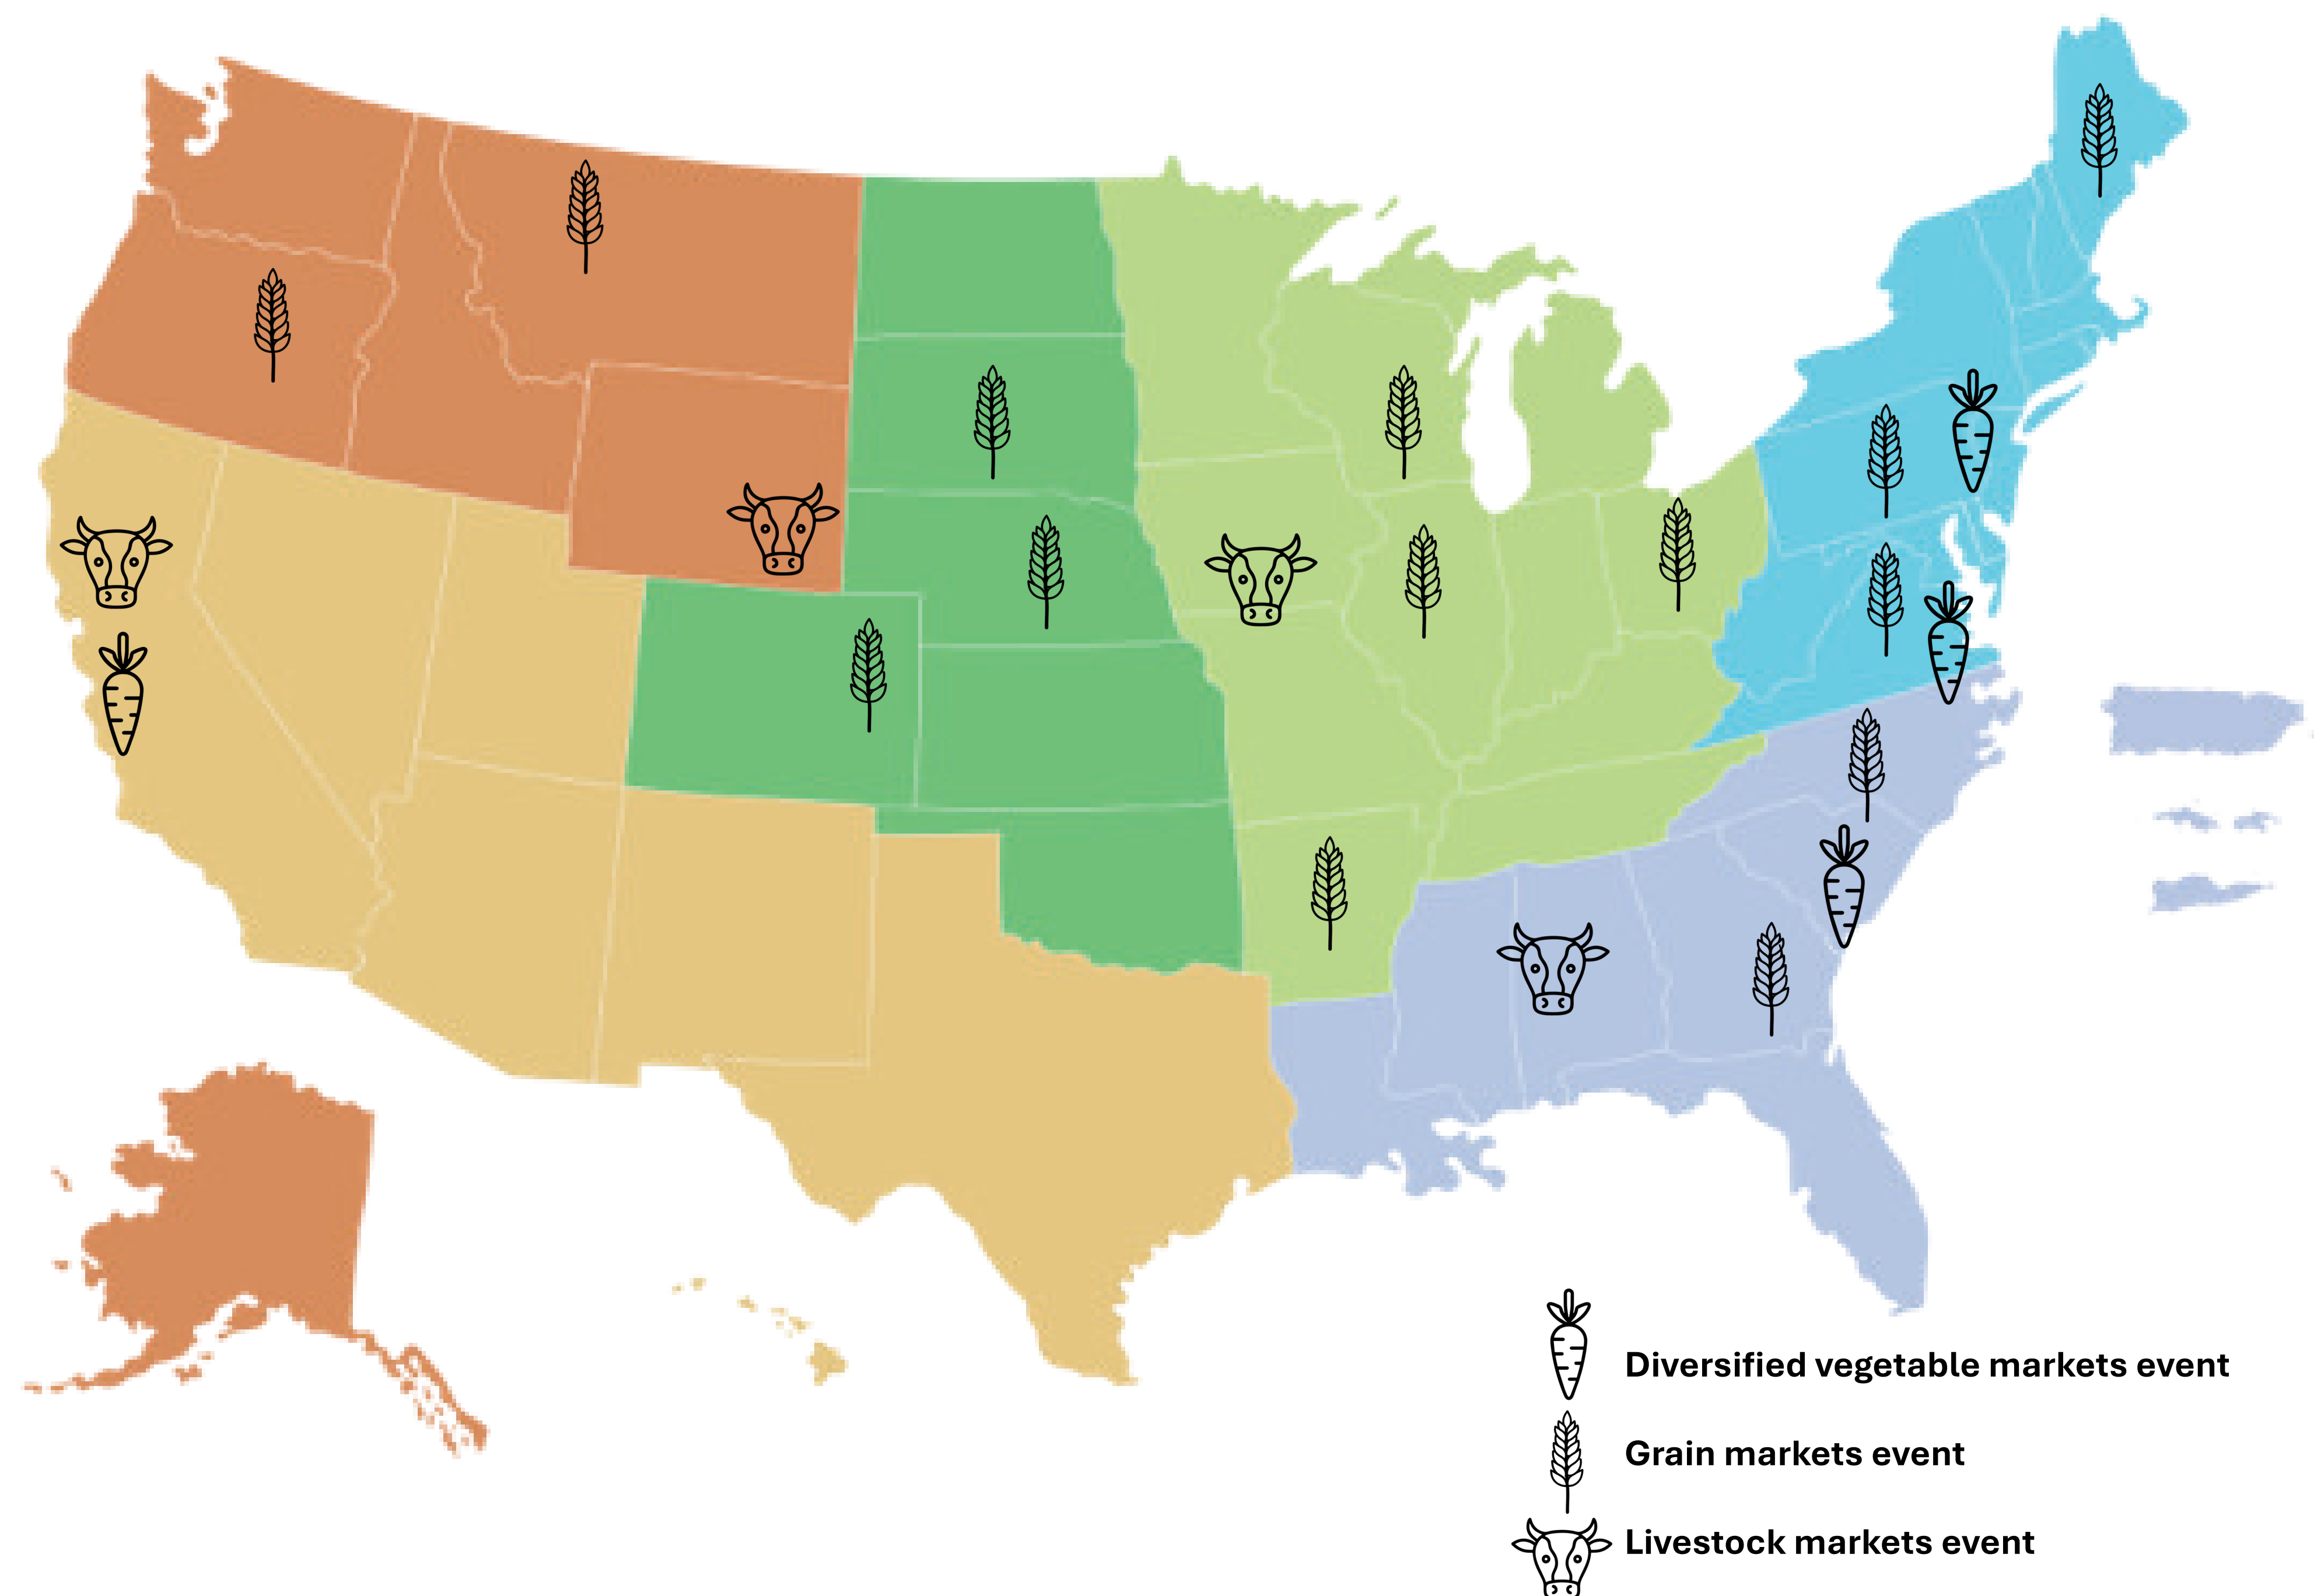 Diversified vegetable markets event
Grain markets event
Livestock markets event